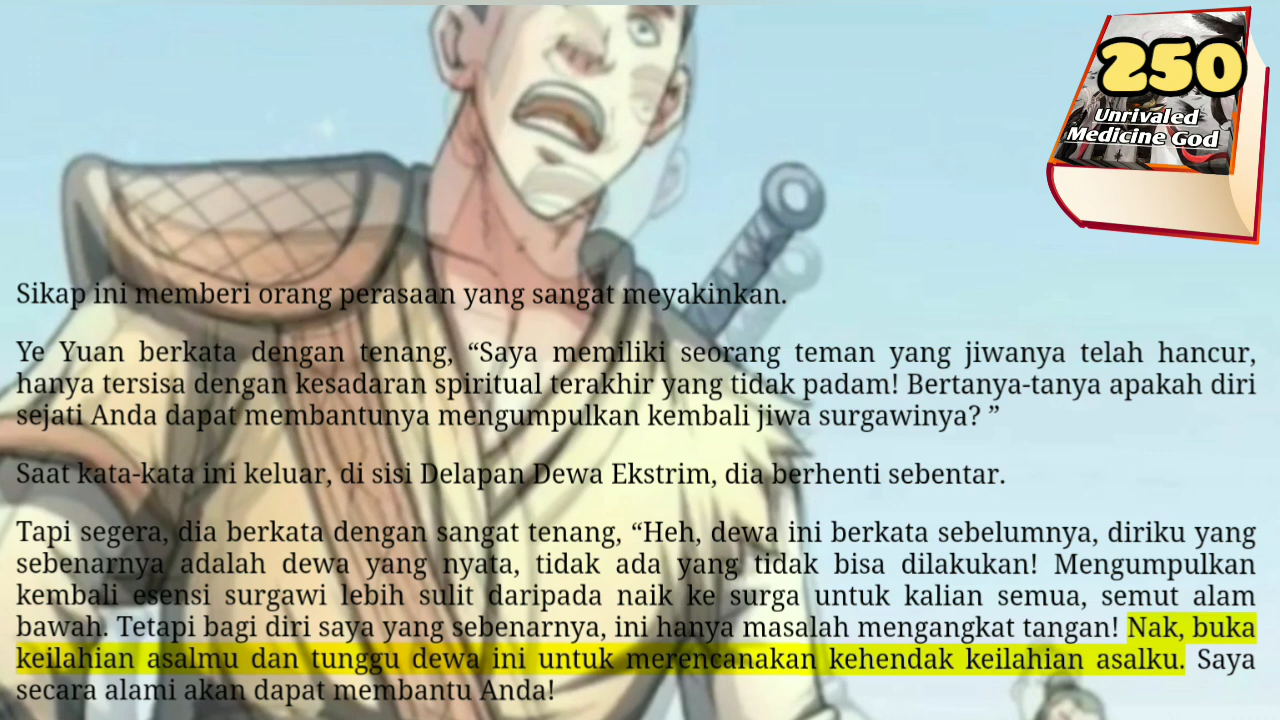 250
Unrivaled
Medicine God
Sikap ini memberi orang perasaan yang sangat meyakinkan.
Ye Yuan berkata dengan tenang, “Saya memiliki seorang teman yang jiwanya telah hancur,
hanya tersisa dengan kesadaran spiritual terakhir yang tidak padam! Bertanya-tanya apakah diri
sejati Anda dapat membantunya mengumpulkan kembali jiwa surgawinya? ”
Saat kata-kata ini keluar, di sisi Delapan Dewa Ekstrim, dia berhenti sebentar.
Tapi segera, dia berkata dengan sangat tenang, “Heh, dewa ini berkata sebelumnya, diriku yang
sebenarnya adalah dewa yang nyata, tidak ada yang tidak bisa dilakukan! Mengumpulkan
kembali esensi surgawi lebih sulit daripada naik ke surga untuk kalian semua, semut alam
bawah. Tetapi bagi diri saya yang sebenarnya, ini hanya masalah mengangkat tangan! Nak, buka
keilahian asalmu dan tunggu dewa ini untuk merencanakan kehendak keilahian asalku. Saya
secara alami akan dapat membantu Anda!